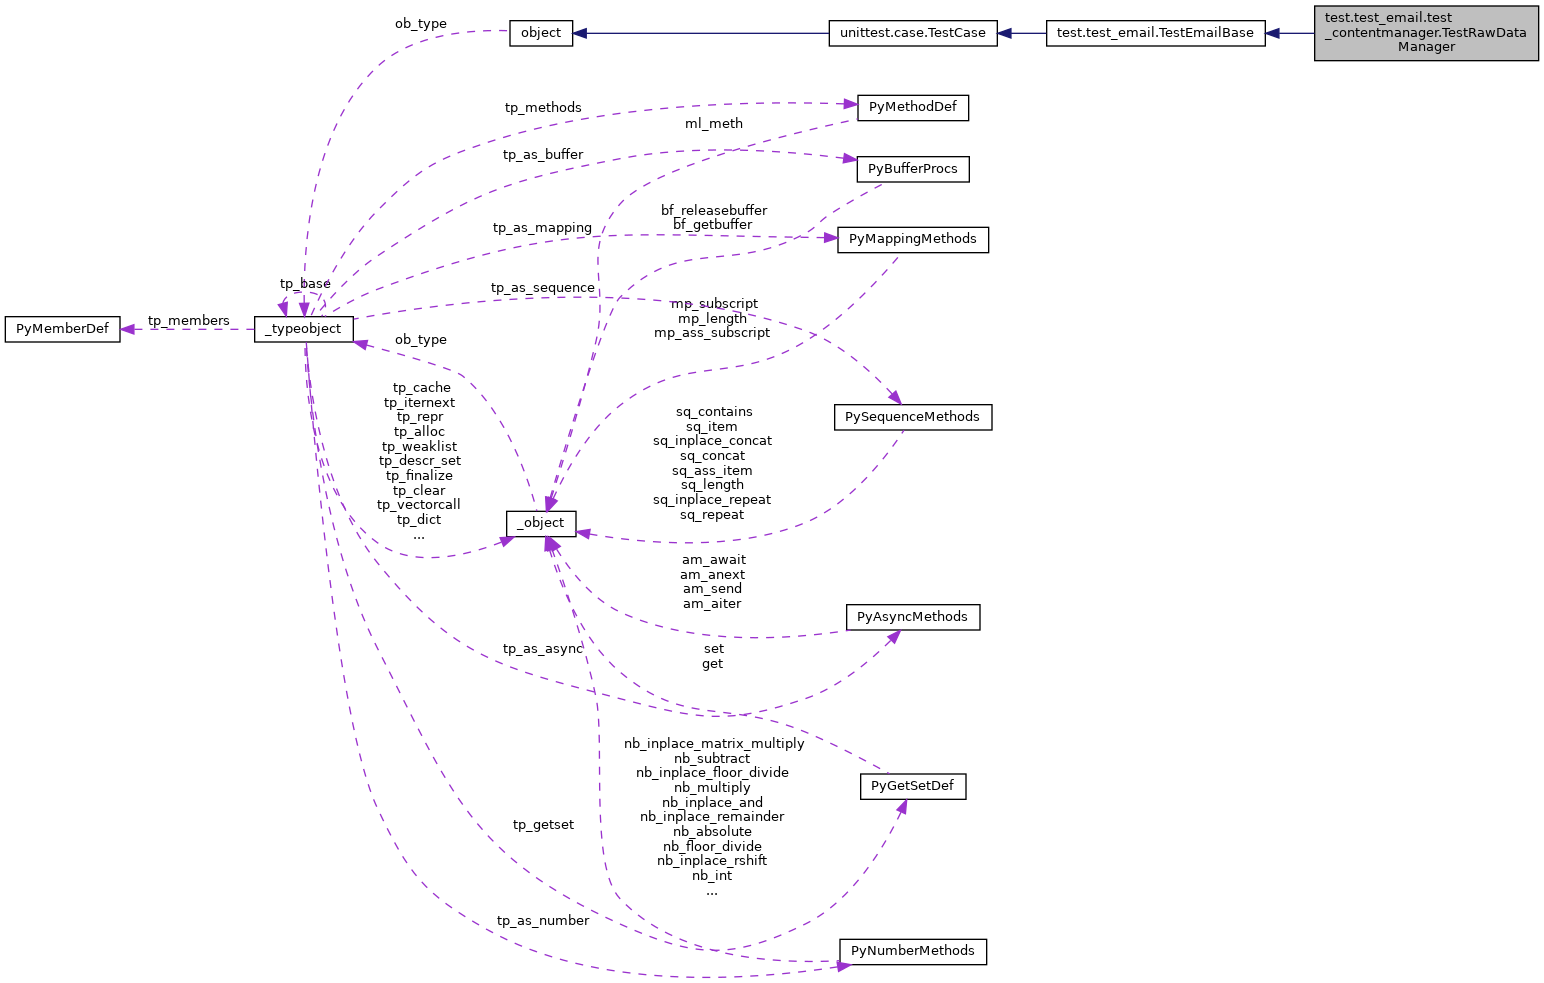 ob_type
object
unittest.case.TestCase
test.test_email.TestEmailBase
test.test_email.test
_contentmanager.TestRawData
Manager
tp_methods
PyMethodDef
ml_meth
tp_as_buffer
PyBufferProcs
bf_releasebuffer
bf_getbuffer
tp_as_mapping
PyMappingMethods
tp_base
tp_as_sequence
mp_subscript
mp_length
mp_ass_subscript
PyMemberDef
tp_members
_typeobject
ob_type
tp_cache
tp_iternext
tp_repr
tp_alloc
tp_weaklist
tp_descr_set
tp_finalize
tp_clear
tp_vectorcall
tp_dict
...
sq_contains
sq_item
sq_inplace_concat
sq_concat
sq_ass_item
sq_length
sq_inplace_repeat
sq_repeat
PySequenceMethods
_object
am_await
am_anext
am_send
am_aiter
PyAsyncMethods
tp_as_async
set
get
nb_inplace_matrix_multiply
nb_subtract
nb_inplace_floor_divide
nb_multiply
nb_inplace_and
nb_inplace_remainder
nb_absolute
nb_floor_divide
nb_inplace_rshift
nb_int
...
PyGetSetDef
tp_getset
tp_as_number
PyNumberMethods